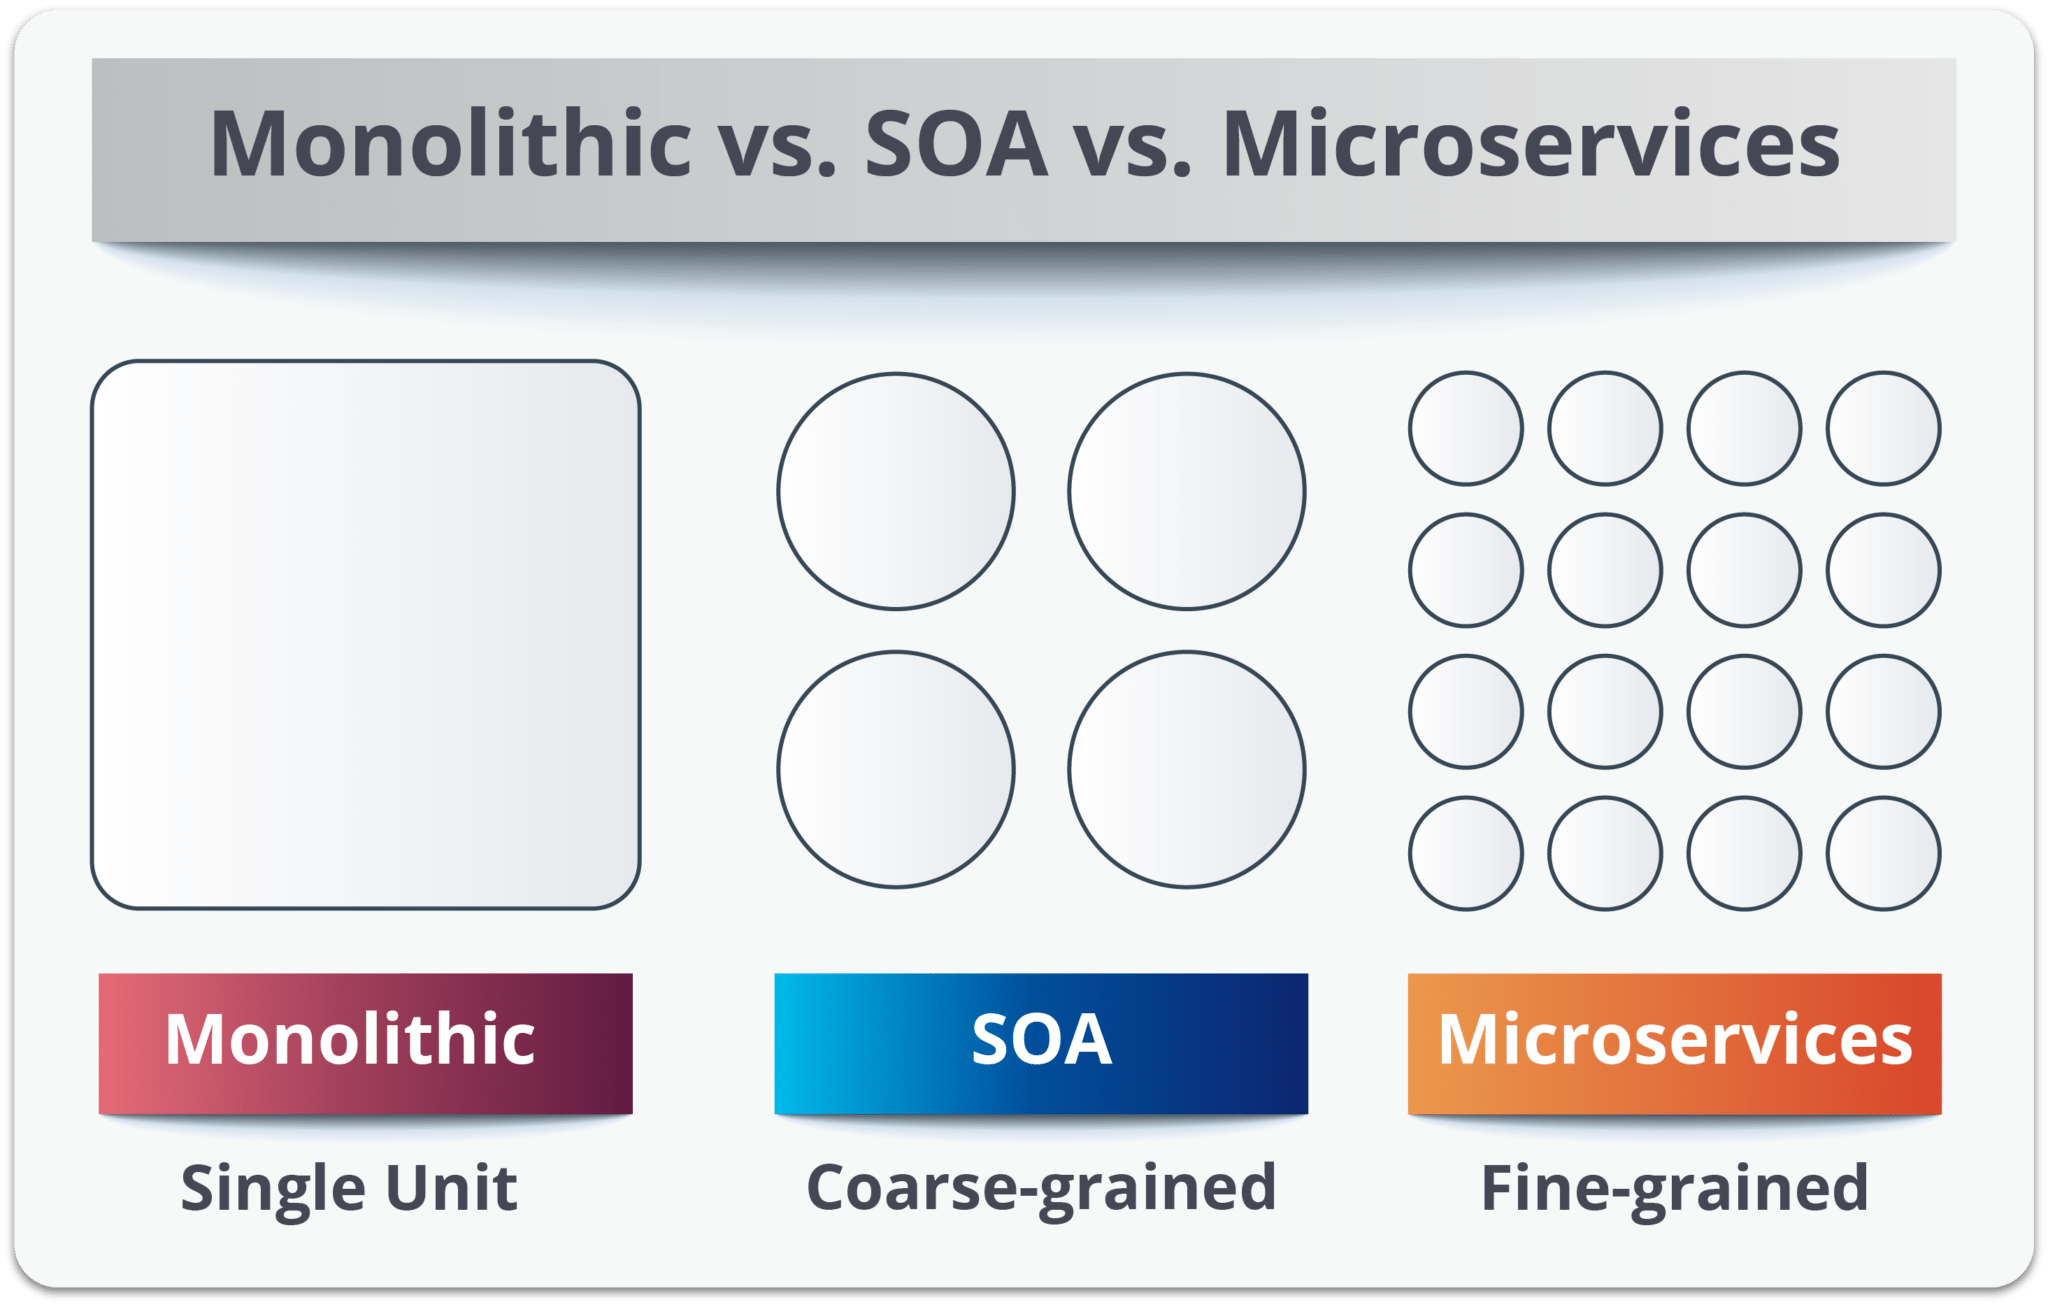 Monolithic vs. SOA vs. Microservices
Monolithic
SOA
Microservices
Single Unit
Coarse-grained
Fine-grained